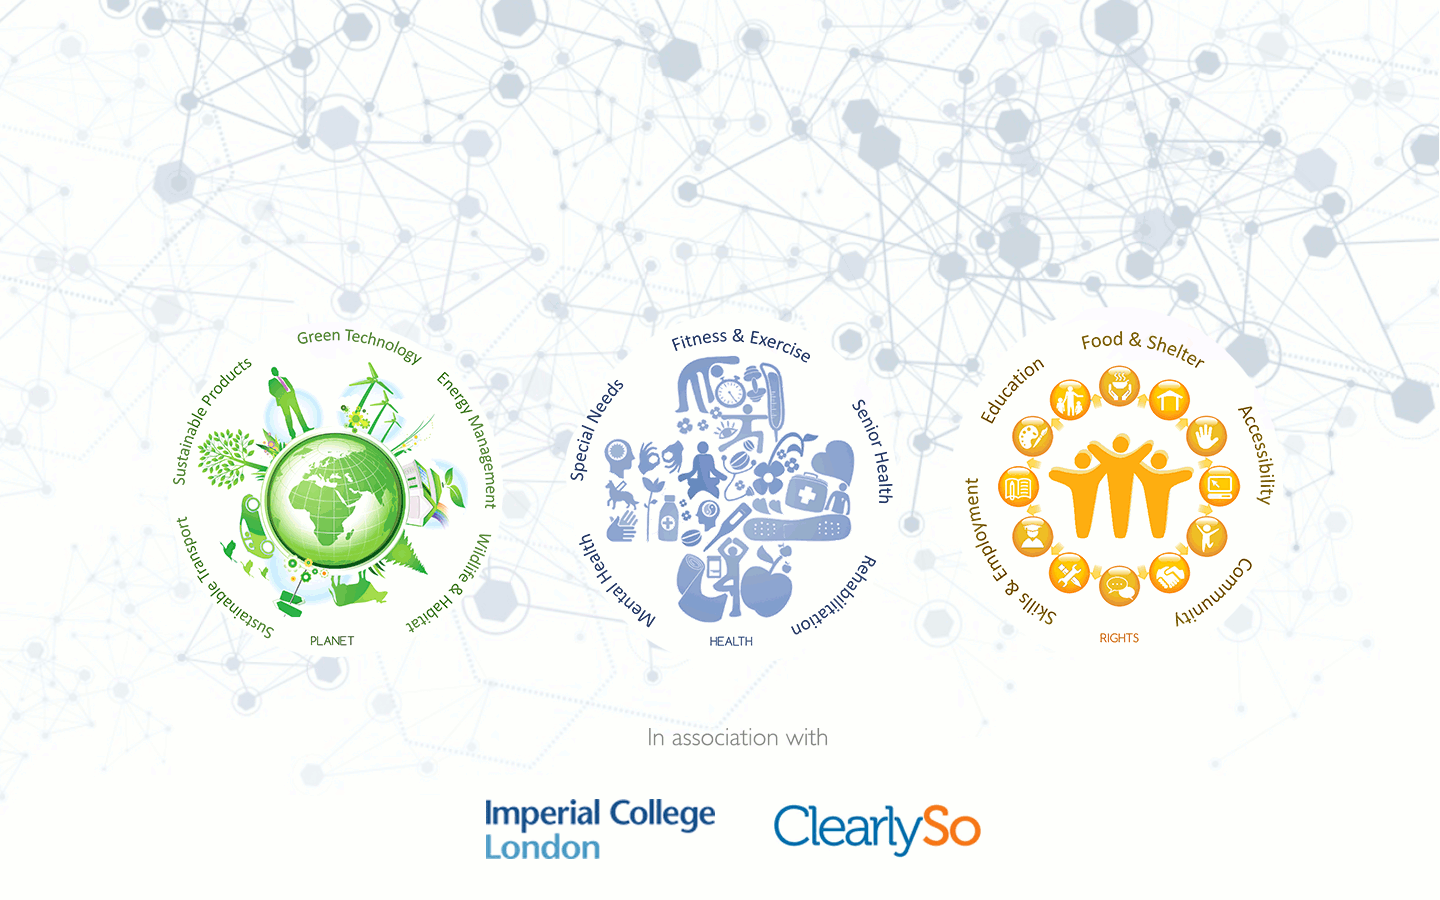 Green Technology
Sustainable Products
Energy Management
Sustainable Transport
Wildlife & Habitat
PLANET
Fitness & Exercise
Special Needs
Senior Health
Mental Health
Rehabilitation
HEALTH
Food & Shelter
Education
Accessibility
Skills & Employment
Community
RIGHTS
In association with
Imperial College
London
ClearlySo